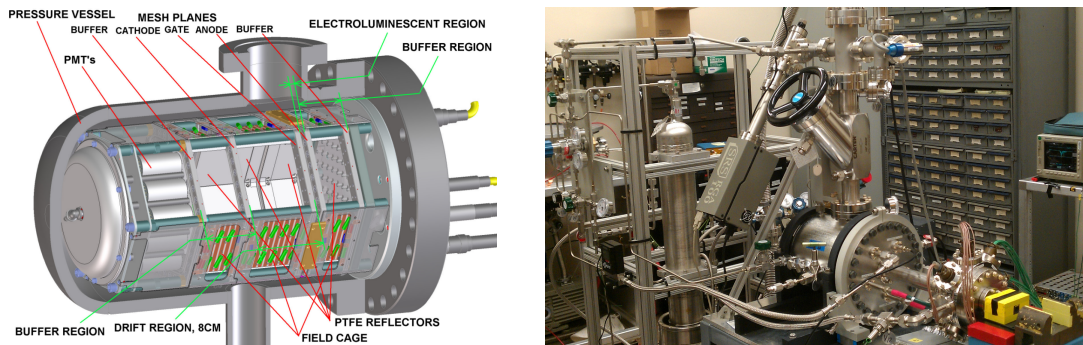 PRESSURE VESSEL
MESH PLANES
BUFFER CATHODE GATE ANODE BUFFER
ELECTROLUMINESCENT REGION
BUFFER REGION
PMT's
BUFFER REGION
DRIFT REGION, 8CM
PTFE REFLECTORS
FIELD CAGE
SRS